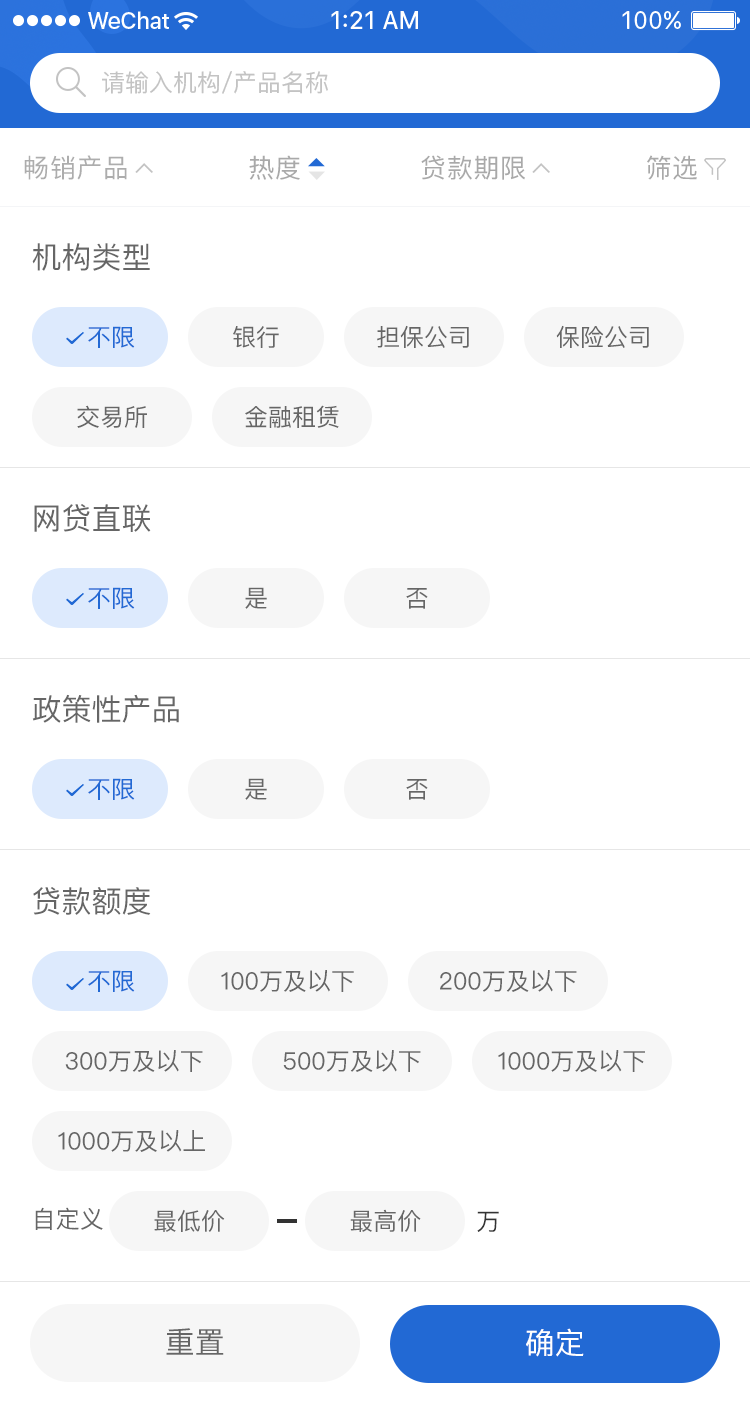 WeChat 1:21 AM 100%
请输入机构/产品名称
畅销产品 热度 贷款期限 筛选
机构类型
不限 银行 担保公司 保险公司
交易所 金融租赁
网贷直联
不限 是 否
政策性产品
不限 是 否
贷款额度
不限 100万及以下 200万及以下
300万及以下 500万及以下 1000万及以下
1000万及以上
自定义 最低价 最高价 万
重置 确定